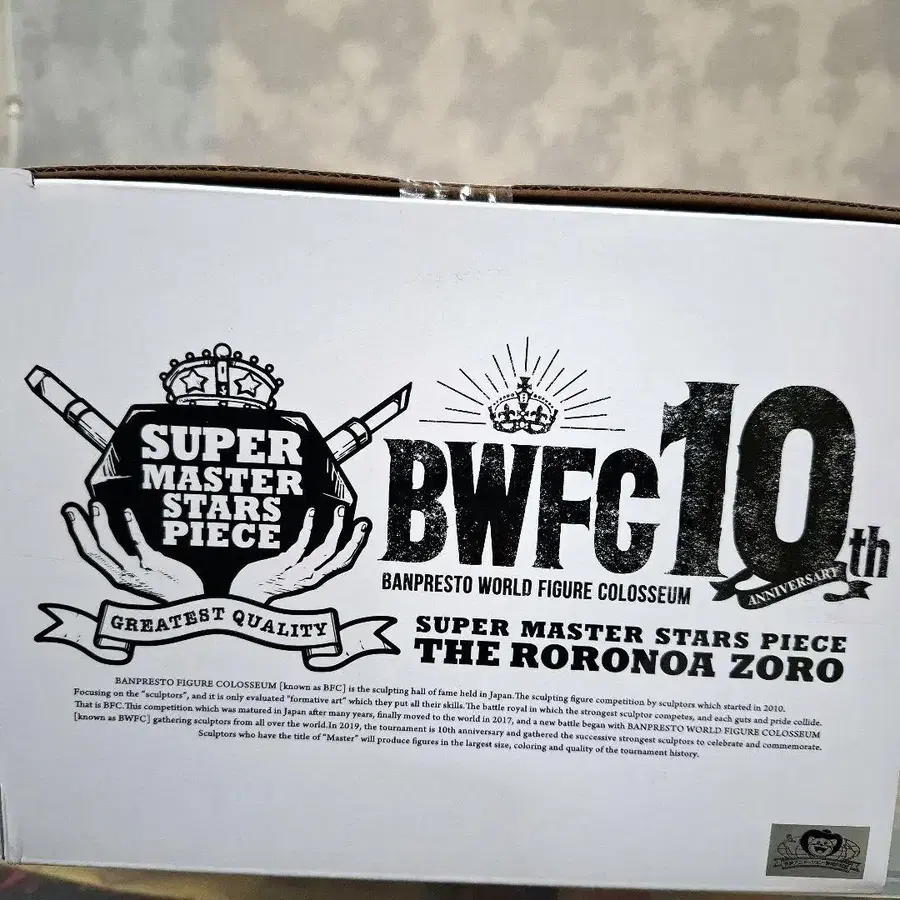 SUPER
MASTER
STARS
PIECE
GREATEST QUALITY
BWFC10th
ANNIVERSARY
BANPRESTO WORLD FIGURE COLOSSEUM
SUPER MASTER STARS PIECE
THE RORONOA ZORO
BANPRESTO FIGURE COLOSSEUM [known as BFC] is the sculpting hall of fame held in Japan.The sculpting figure competition by sculptors which started in 2010.
Focusing on the "sculptors", and it is only evaluated "formative art" which they put all their skills.The battle royal in which the strongest sculptor competes, and each guts and pride collide.
That is BFC.This competition which was matured in Japan after many years, finally moved to the world in 2017, and a new battle began with BANPRESTO WORLD FIGURE COLOSSEUM
[known as BWFC] gathering sculptors from all over the world.In 2019, the tournament is 10th anniversary and gathered the successive strongest sculptors to celebrate and commemorate.
Sculptors who have the title of "Master" will produce figures in the largest size, coloring and quality of the tournament history.